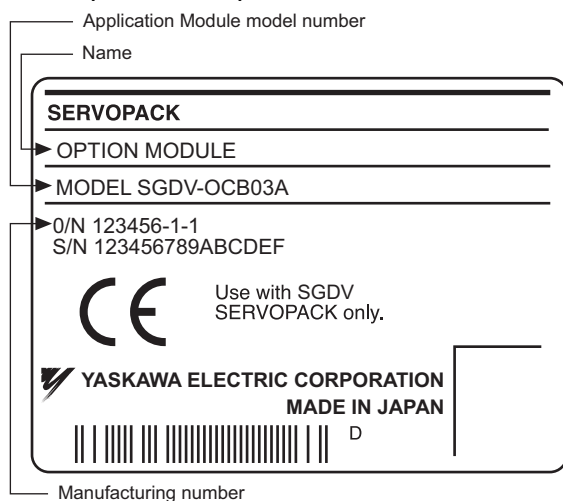 Application Module model number
Name
SERVOPACK
OPTION MODULE
MODEL SGDV-OCB03A
0/N 123456-1-1
S/N 123456789ABCDEF
CE
Use with SGDV
SERVOPACK only.
YASKAWA ELECTRIC CORPORATION
MADE IN JAPAN
D
Manufacturing number